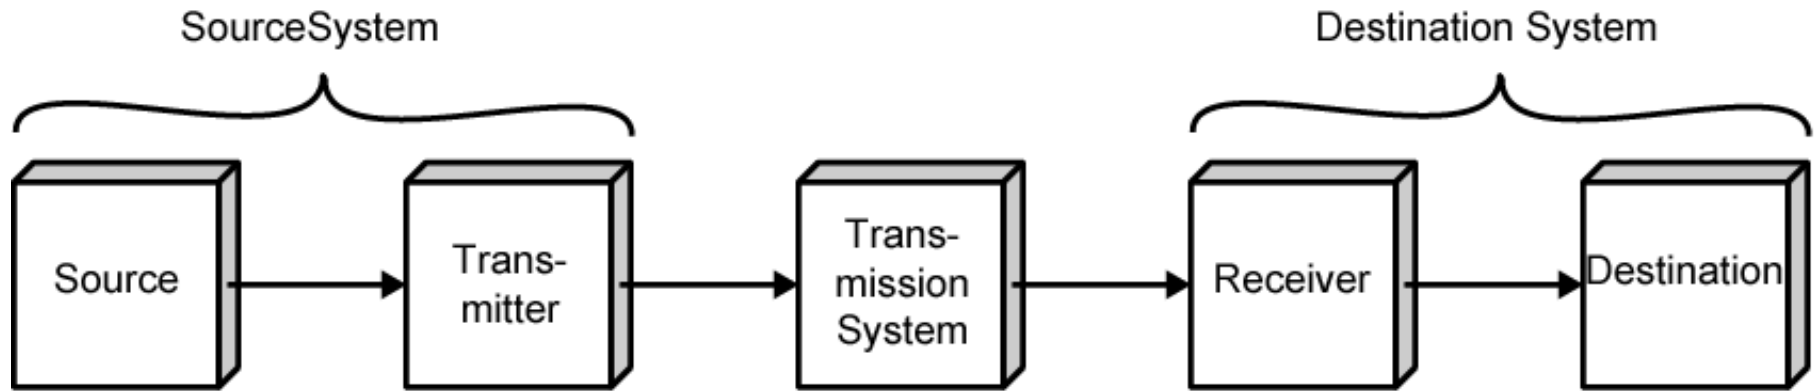 SourceSystem
Destination System
Source
Trans-
mitter
Trans-
mission
System
Receiver
Destination